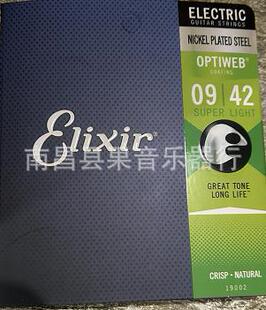 ELECTRIC
GUITAR STRINGS
NICKEL PLATED STEEL
OPTIWEB®
COATING
09 42
SUPER LIGHT
Elixir®
南昌县果音乐器行
GREAT TONE
LONG LIFE™
CRISP · NATURAL
19002